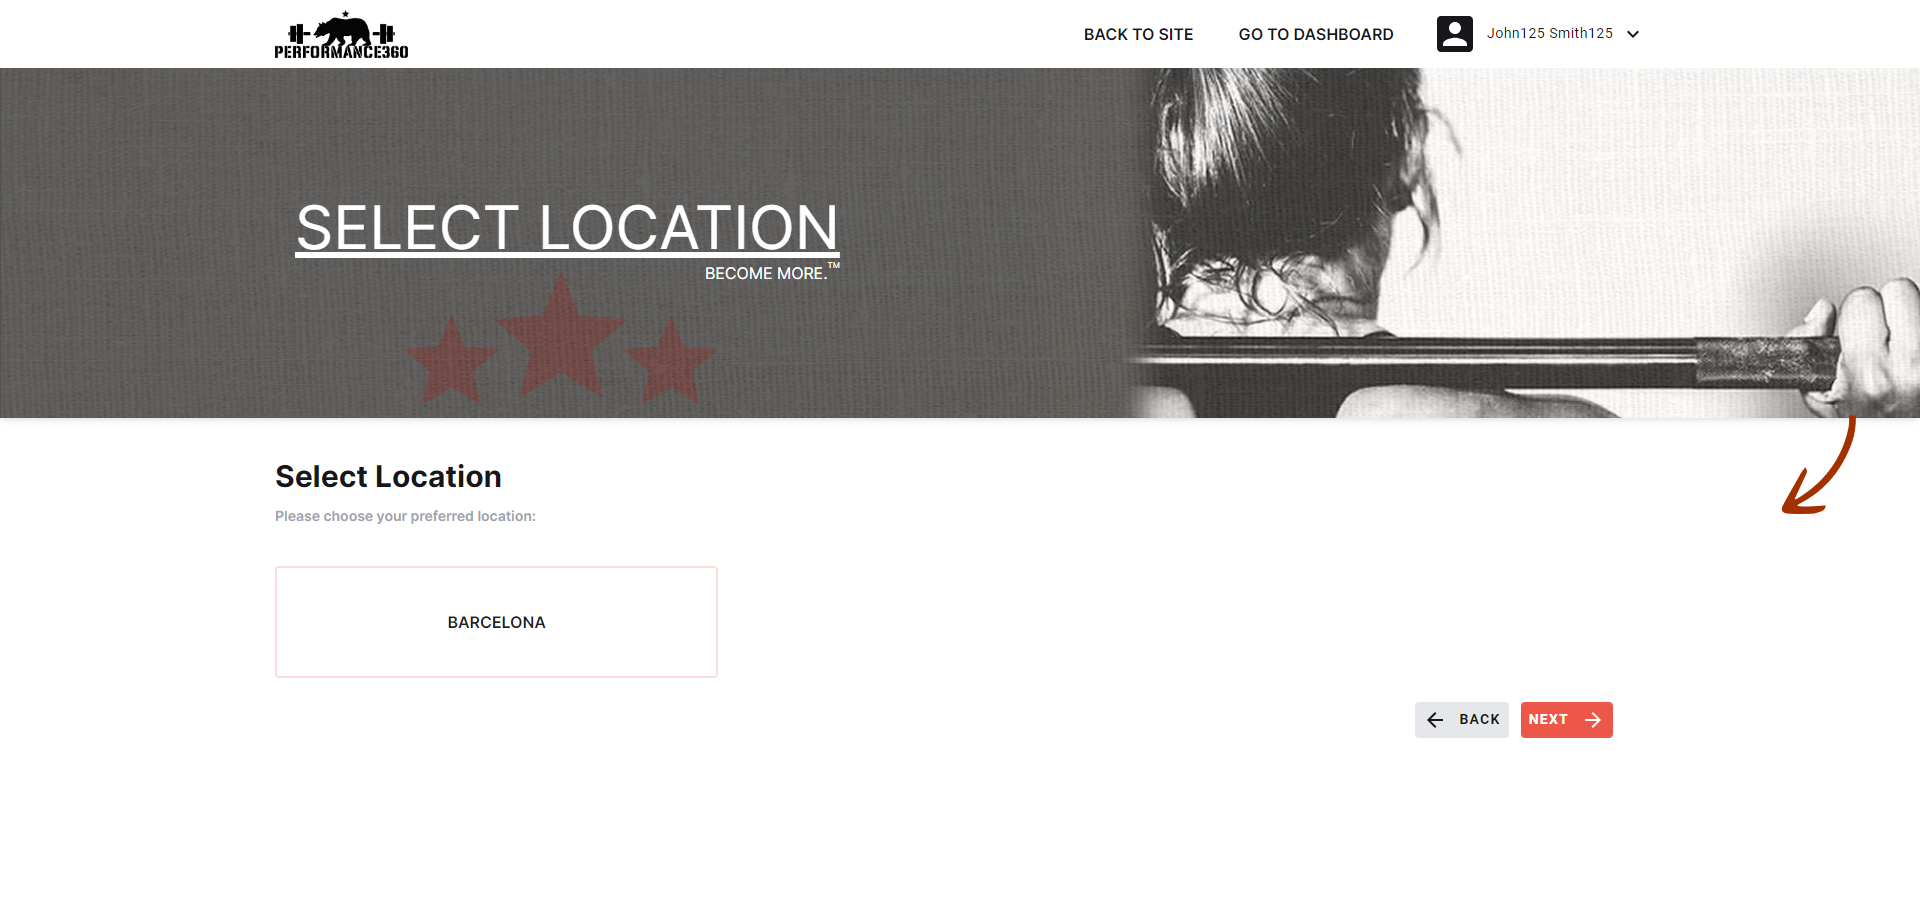 PERFORMANCE360
BACK TO SITE
GO TO DASHBOARD
John125 Smith125
SELECT LOCATION
BECOME MORE.™
Select Location
Please choose your preferred location:
BARCELONA
BACK
NEXT